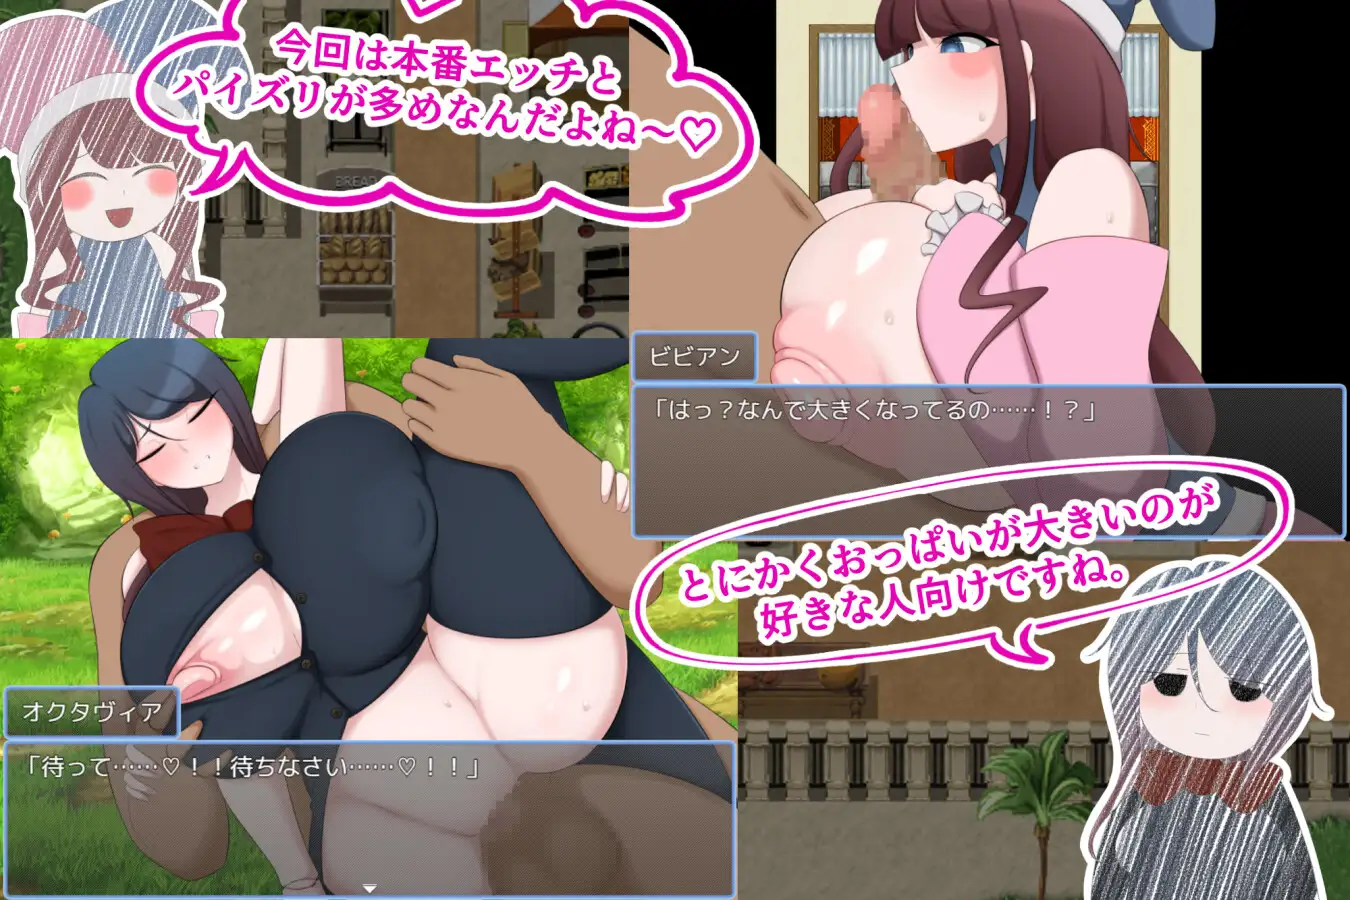 今回は本番エッチと
パイズリが多めなんだよね～♡
BREAD
ビビアン
「はっ？なんで大きくなってるの……！？」
とにかくおっぱいが大きいのが
好きな人向けですね。
オクタヴィア
「待って……♡！！待ちなさい……♡！！」